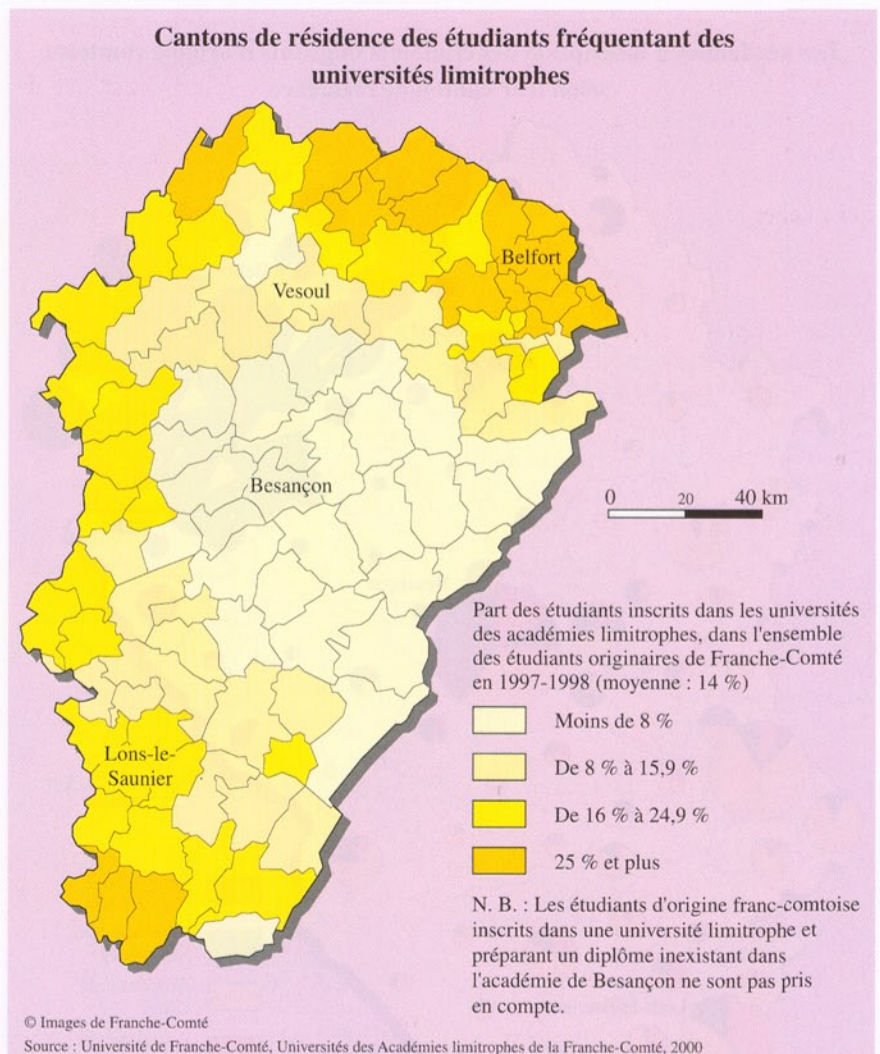 Cantons de résidence des étudiants fréquentant des
universités limitrophes
Belfort
Vesoul
Besançon
0 20 40 km
Part des étudiants inscrits dans les universités
des académies limitrophes, dans l'ensemble
des étudiants originaires de Franche-Comté
en 1997-1998 (moyenne : 14 %)
Moins de 8 %
De 8 % à 15,9 %
Lons-le-
Saunier
De 16 % à 24,9 %
25 % et plus
N. B. : Les étudiants d'origine franc-comtoise
inscrits dans une université limitrophe et
préparant un diplôme inexistant dans
l'académie de Besançon ne sont pas pris
en compte.
© Images de Franche-Comté
Source : Université de Franche-Comté, Universités des Académies limitrophes de la Franche-Comté, 2000